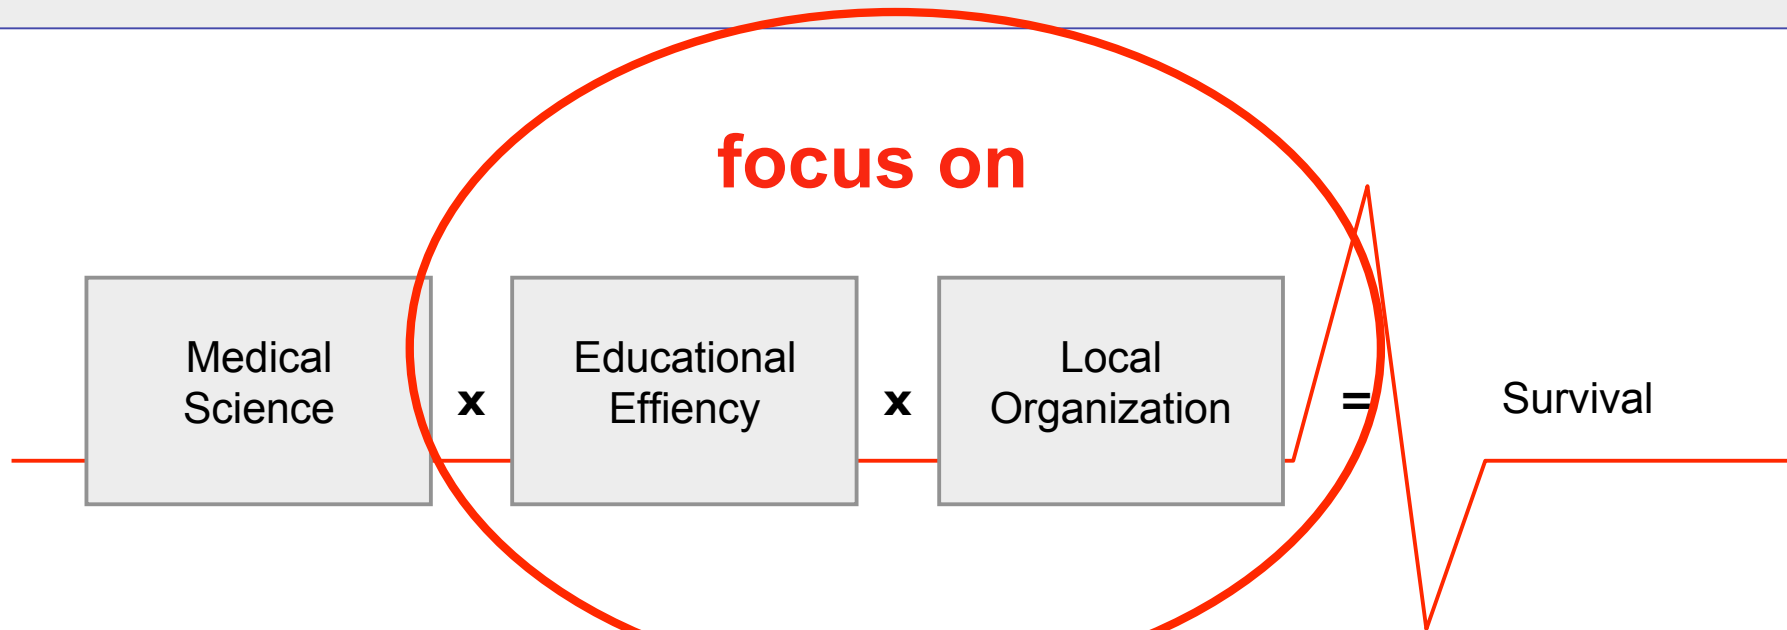 focus on
Medical
Science
x
Educational
Effiency
x
Local
Organization
=
Survival